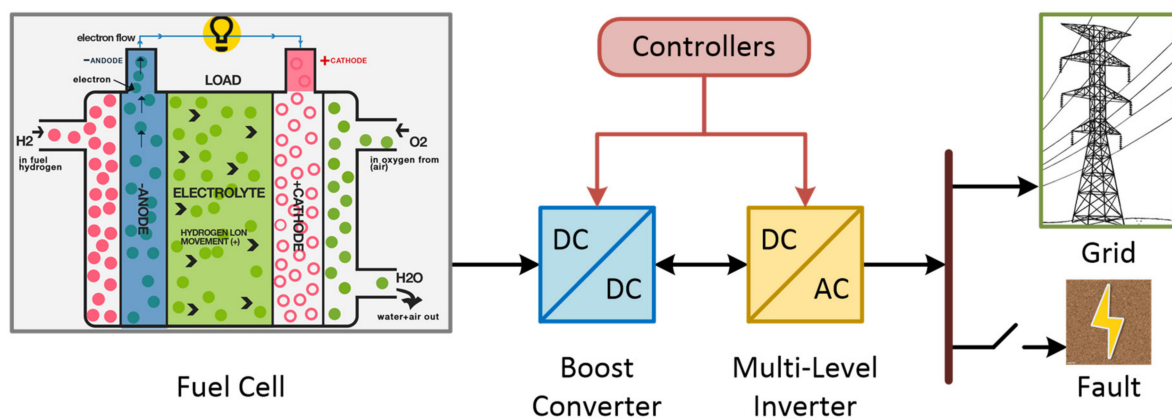 electron flow
−ANODE
electron
LOAD
+CATHODE
H2
in fuel
hydrogen
O2
in oxygen from
(air)
-ANODE
ELECTROLYTE
HYDROGEN LON
MOVEMENT (+)
+CATHODE
H2O
water+air out
Fuel Cell
Controllers
DC
DC
Boost
Converter
DC
AC
Multi-Level
Inverter
Grid
Fault